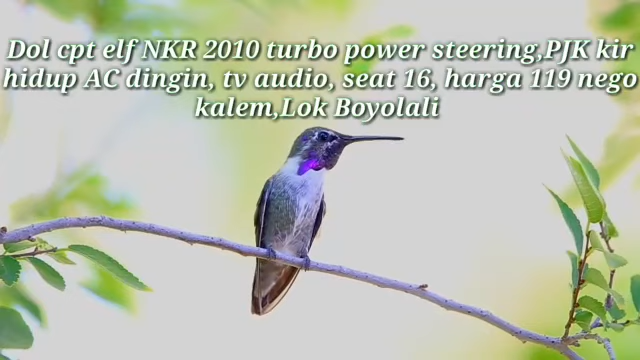 Dol cpt elf NKR 2010 turbo power steering,PJK kir
hidup AC dingin, tv audio, seat 16, harga 119 nego
kalem,Lok Boyolali